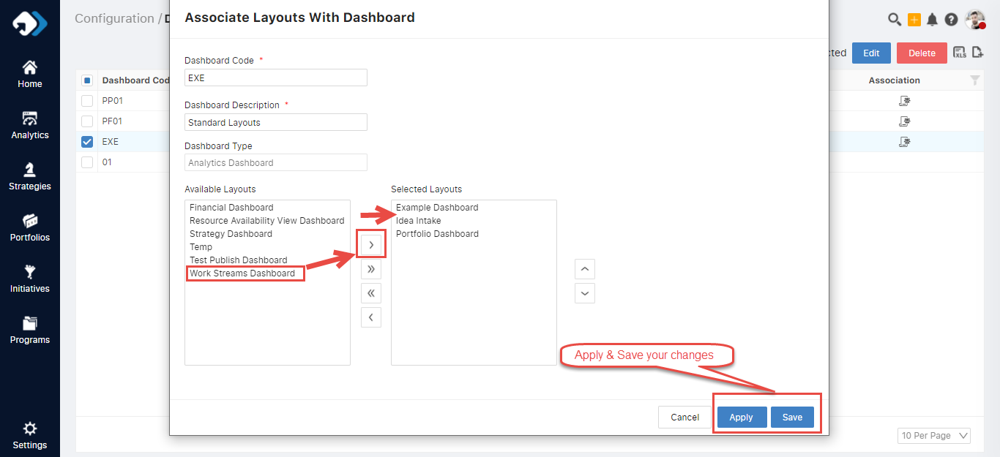 Configuration / D
Associate Layouts With Dashboard
Home
Analytics
Strategies
Portfolios
Initiatives
Programs
Settings
Edit
Delete
XLS
Dashboard Cod
Association
PP01
PF01
EXE
01
Dashboard Code *
EXE
Dashboard Description *
Standard Layouts
Dashboard Type
Analytics Dashboard
Available Layouts
Financial Dashboard
Resource Availability View Dashboard
Strategy Dashboard
Temp
Test Publish Dashboard
Work Streams Dashboard
Selected Layouts
Example Dashboard
Idea Intake
Portfolio Dashboard
Apply & Save your changes
Cancel
Apply
Save
10 Per Page